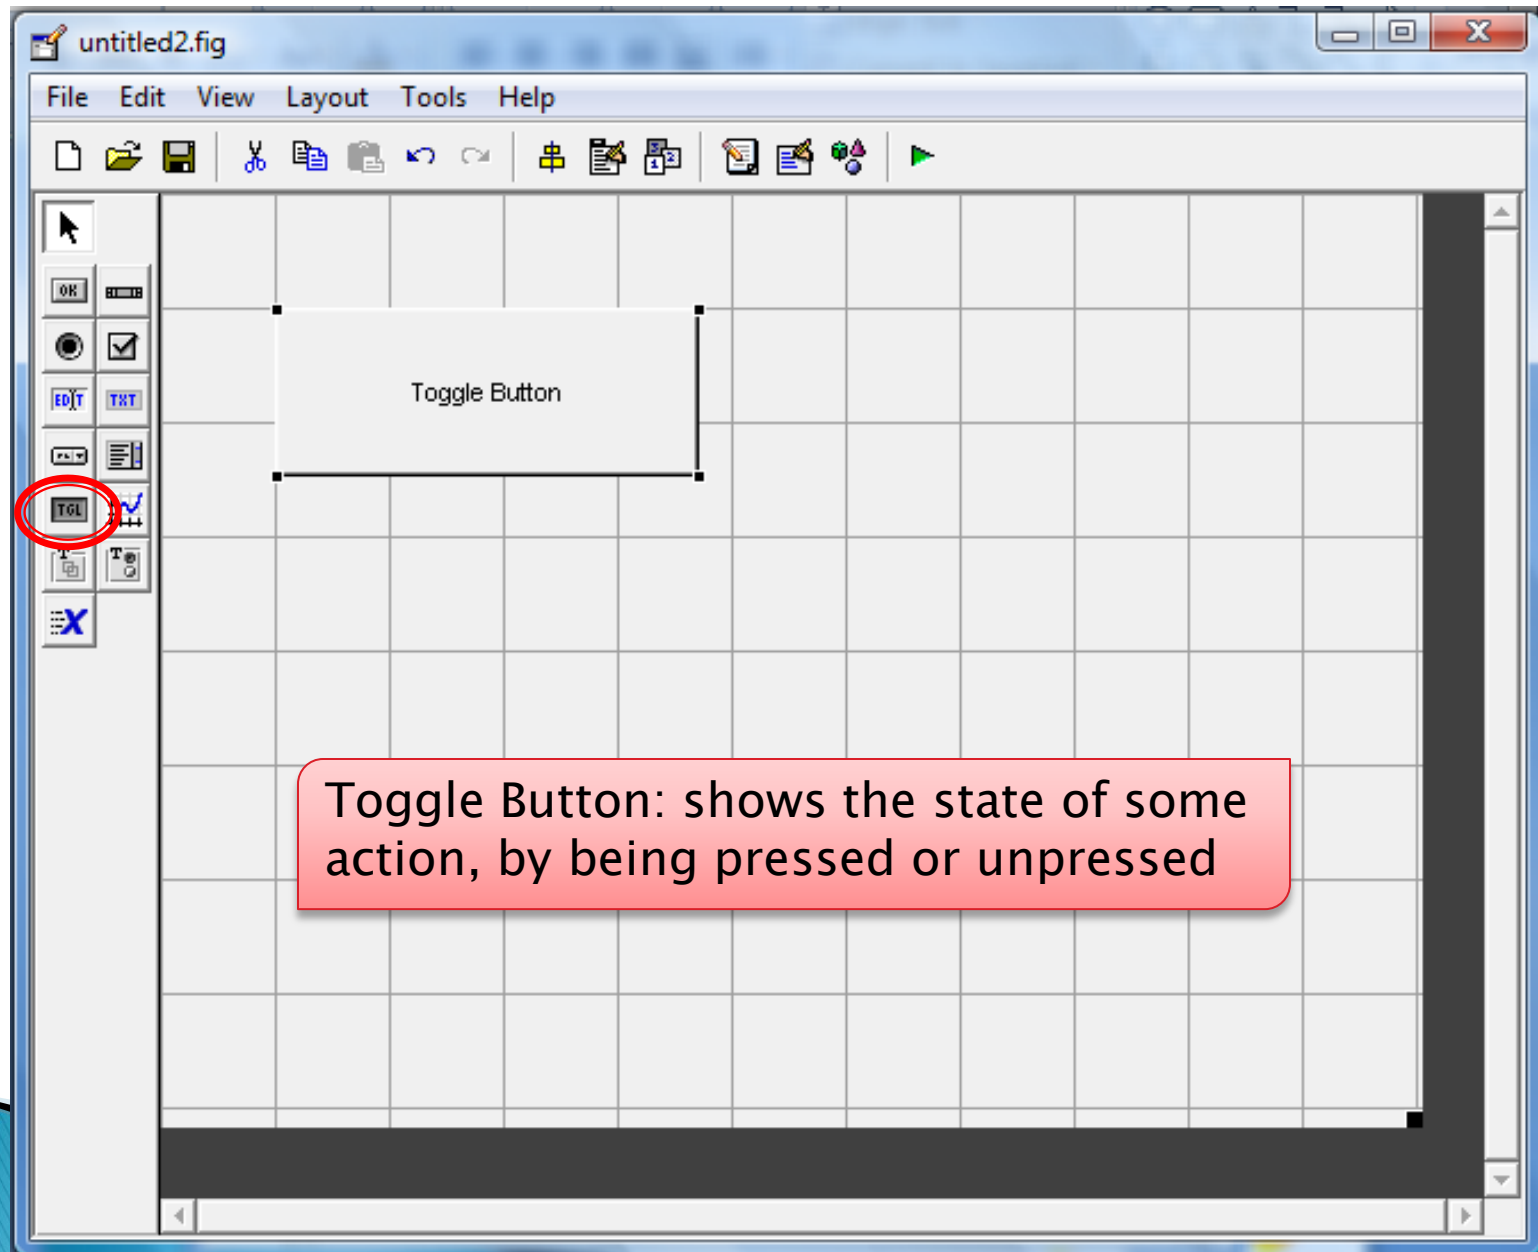 untitled2.fig
File Edit View Layout Tools Help
OK
EDIT TXT
TGL
Toggle Button
Toggle Button: shows the state of some
action, by being pressed or unpressed